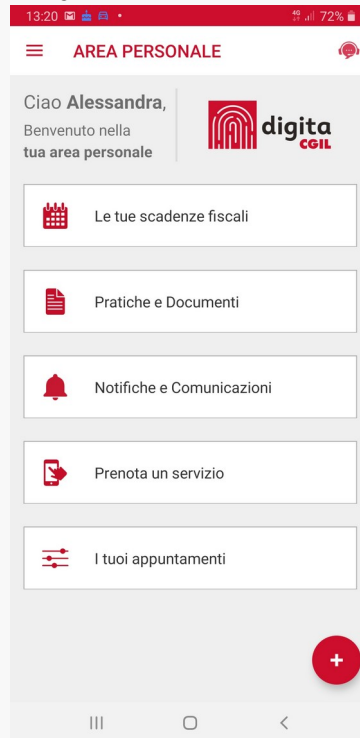 13:20 4G 72%
AREA PERSONALE
Ciao Alessandra,
Benvenuto nella
tua area personale
digita
CGIL
Le tue scadenze fiscali
Pratiche e Documenti
Notifiche e Comunicazioni
Prenota un servizio
I tuoi appuntamenti
+